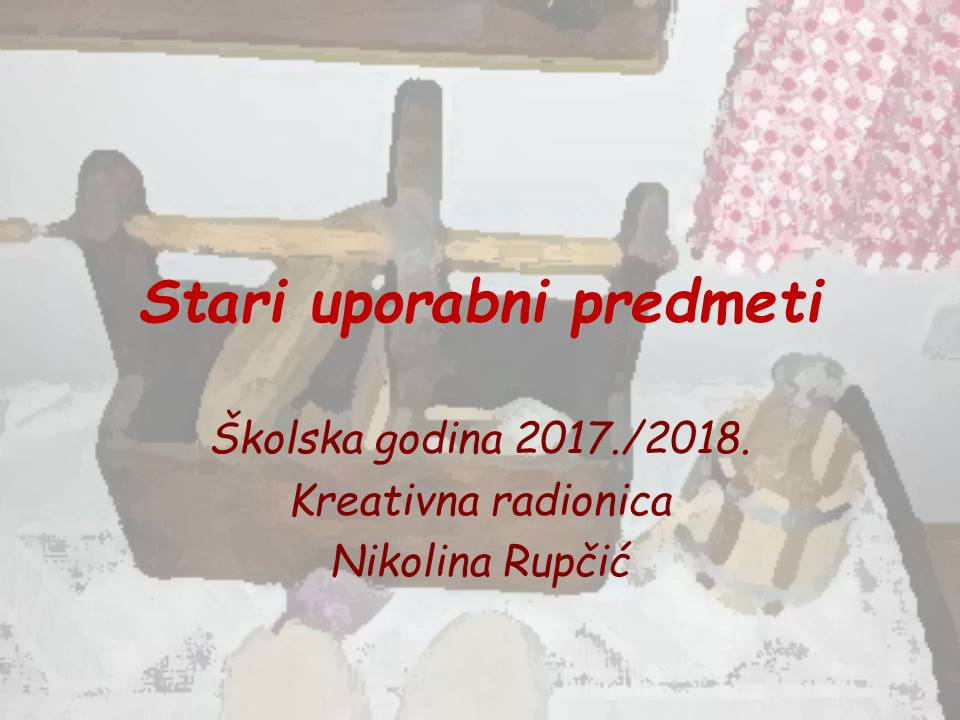 Stari uporabni predmeti
Školska godina 2017./2018.
Kreativna radionica
Nikolina Rupčić